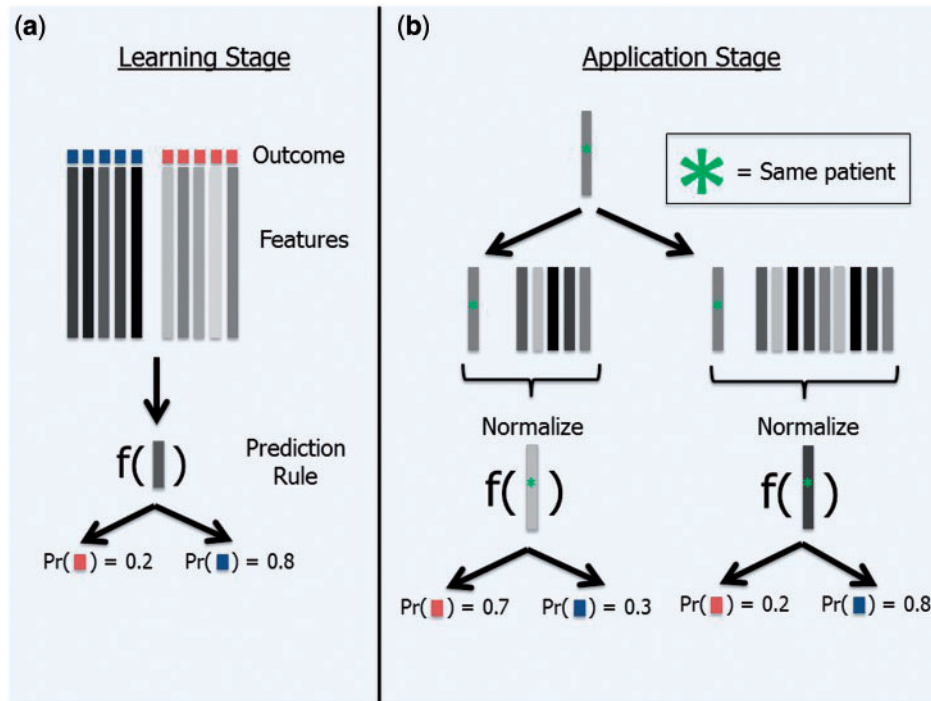 (a)
Learning Stage
Outcome
Features
f( )
Prediction
Rule
Pr( ) = 0.2
Pr( ) = 0.8
(b)
Application Stage
* = Same patient
*
*
*
Normalize
Normalize
f( * )
f( * )
Pr( ) = 0.7
Pr( ) = 0.3
Pr( ) = 0.2
Pr( ) = 0.8